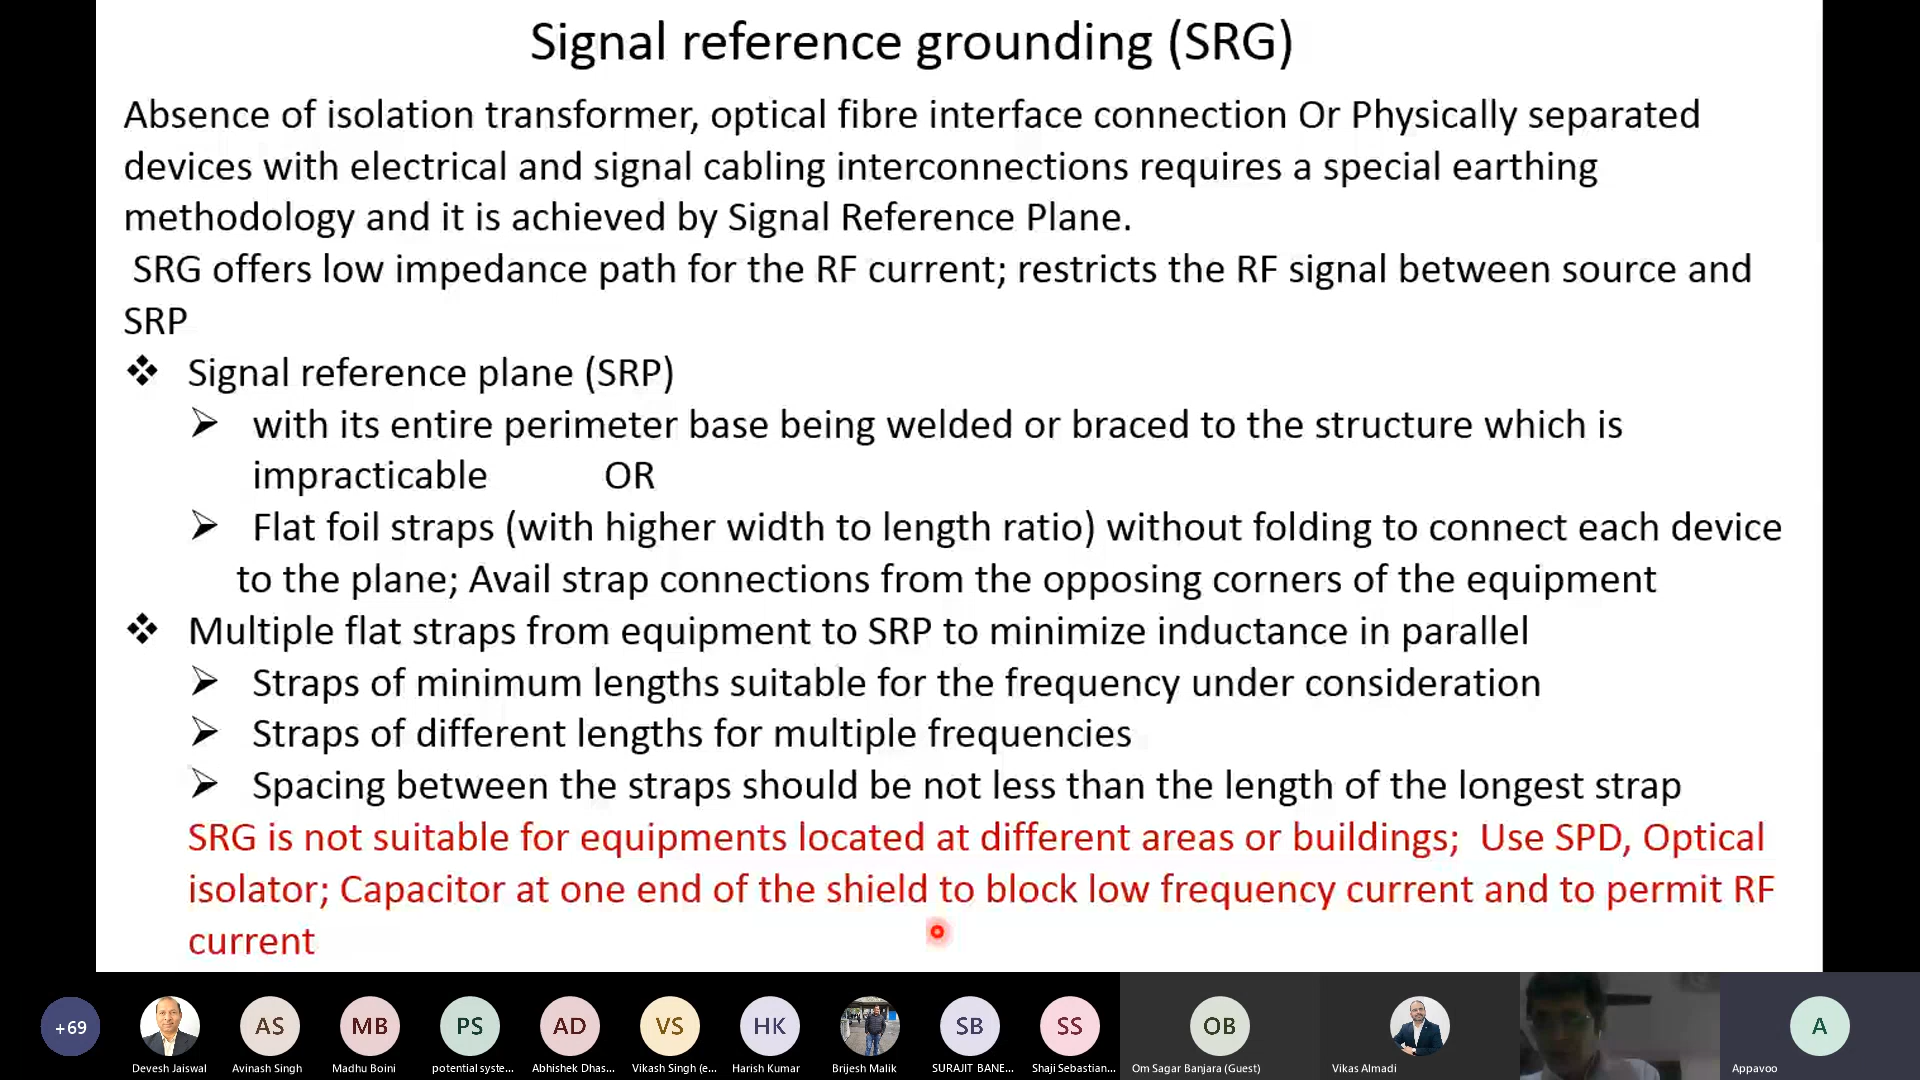 Signal reference grounding (SRG)
Absence of isolation transformer, optical fibre interface connection Or Physically separated
devices with electrical and signal cabling interconnections requires a special earthing
methodology and it is achieved by Signal Reference Plane.
SRG offers low impedance path for the RF current; restricts the RF signal between source and
SRP
❖ Signal reference plane (SRP)
➢ with its entire perimeter base being welded or braced to the structure which is
impracticable OR
➢ Flat foil straps (with higher width to length ratio) without folding to connect each device
to the plane; Avail strap connections from the opposing corners of the equipment
❖ Multiple flat straps from equipment to SRP to minimize inductance in parallel
➢ Straps of minimum lengths suitable for the frequency under consideration
➢ Straps of different lengths for multiple frequencies
➢ Spacing between the straps should be not less than the length of the longest strap
SRG is not suitable for equipments located at different areas or buildings; Use SPD, Optical
isolator; Capacitor at one end of the shield to block low frequency current and to permit RF
current
+69 AS MB PS AD VS HK SB SS OB A
Devesh Jaiswal Avinash Singh Madhu Boini potential syste... Abhishek Dhas... Vikash Singh (e... Harish Kumar Brijesh Malik SURAJIT BANE... Shaji Sebastian... Om Sagar Banjara (Guest) Vikas Almadi Appavoo